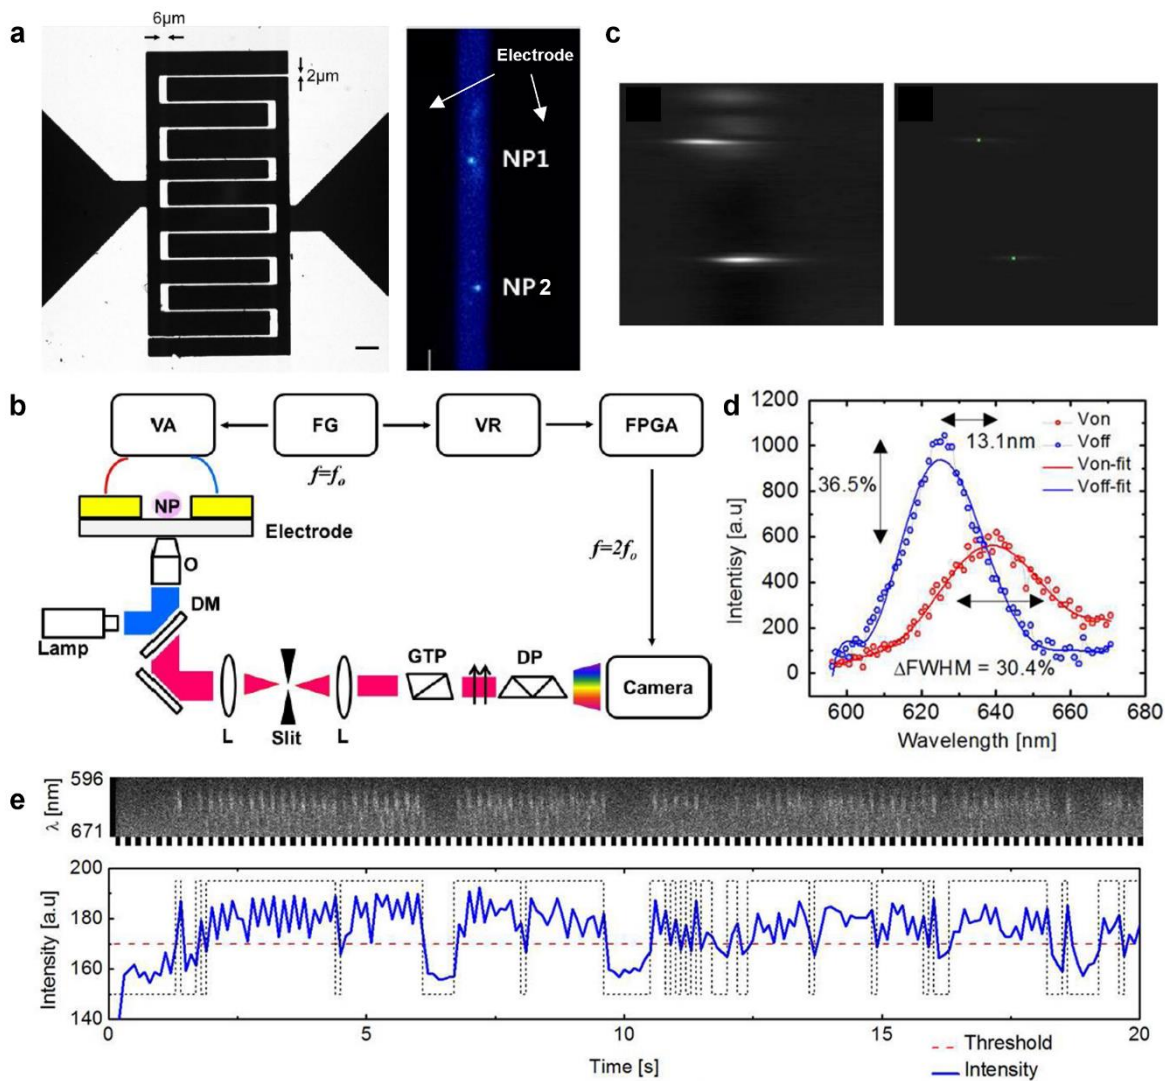 a
6μm
2μm
Electrode
NP1
NP2
c
b
VA
FG
VR
FPGA
f=fo
NP
Electrode
f=2fo
O
DM
Lamp
GTP
DP
Camera
L
Slit
L
d
1200
1000
800
600
400
200
0
Intentisy [a.u]
13.1nm
36.5%
Von
Voff
Von-fit
Voff-fit
ΔFWHM = 30.4%
600
620
640
660
680
Wavelength [nm]
e
596
λ [nm]
671
200
180
160
140
Intensity [a.u]
0
5
10
15
20
Time [s]
Threshold
Intensity